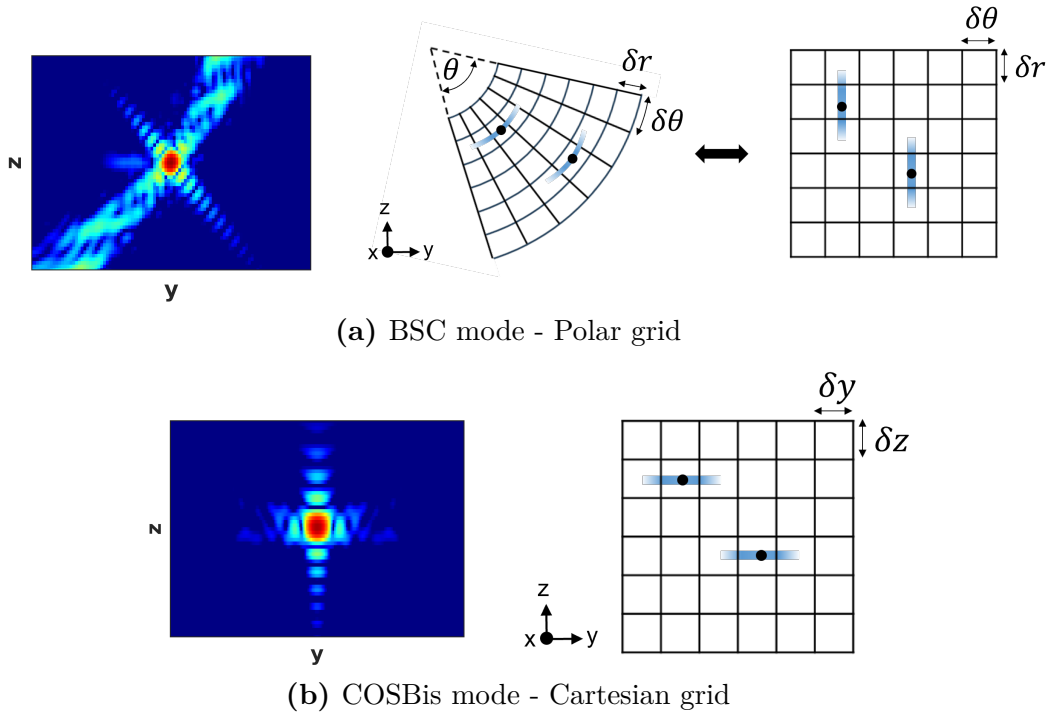 z
y
θ
δr
δθ
z
x
y
δθ
δr
(a) BSC mode - Polar grid
z
y
z
x
y
δy
δz
(b) COSBis mode - Cartesian grid